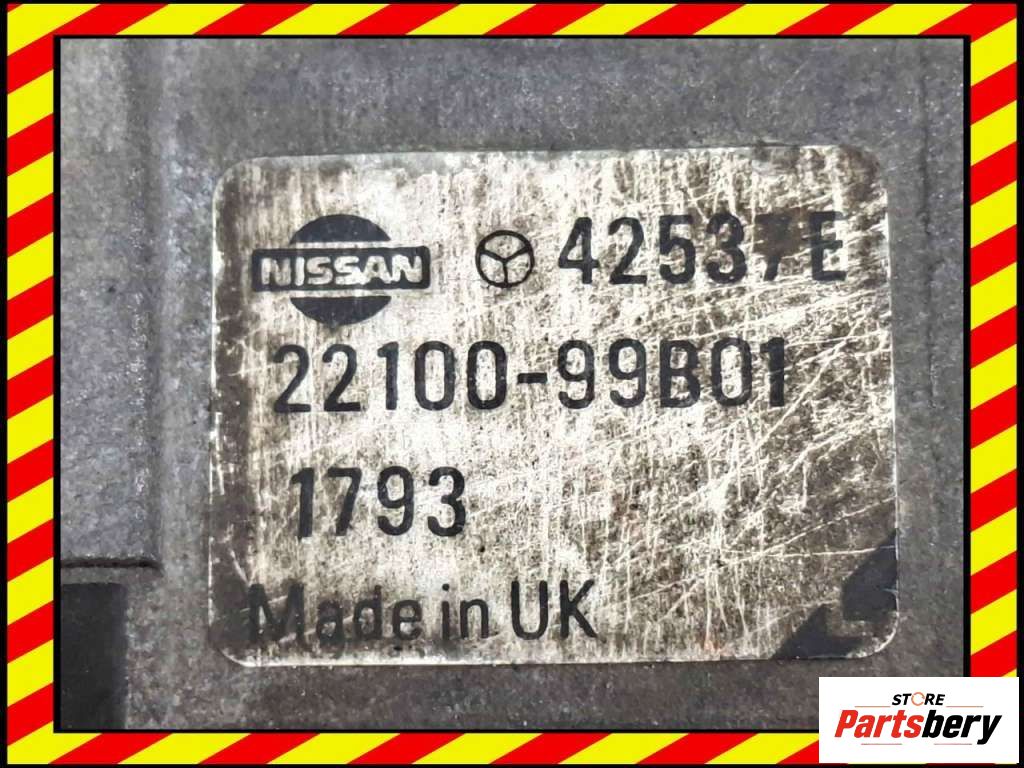 NISSAN 42537E
22100-99B01
1793
Made in UK
STORE
Partsbery